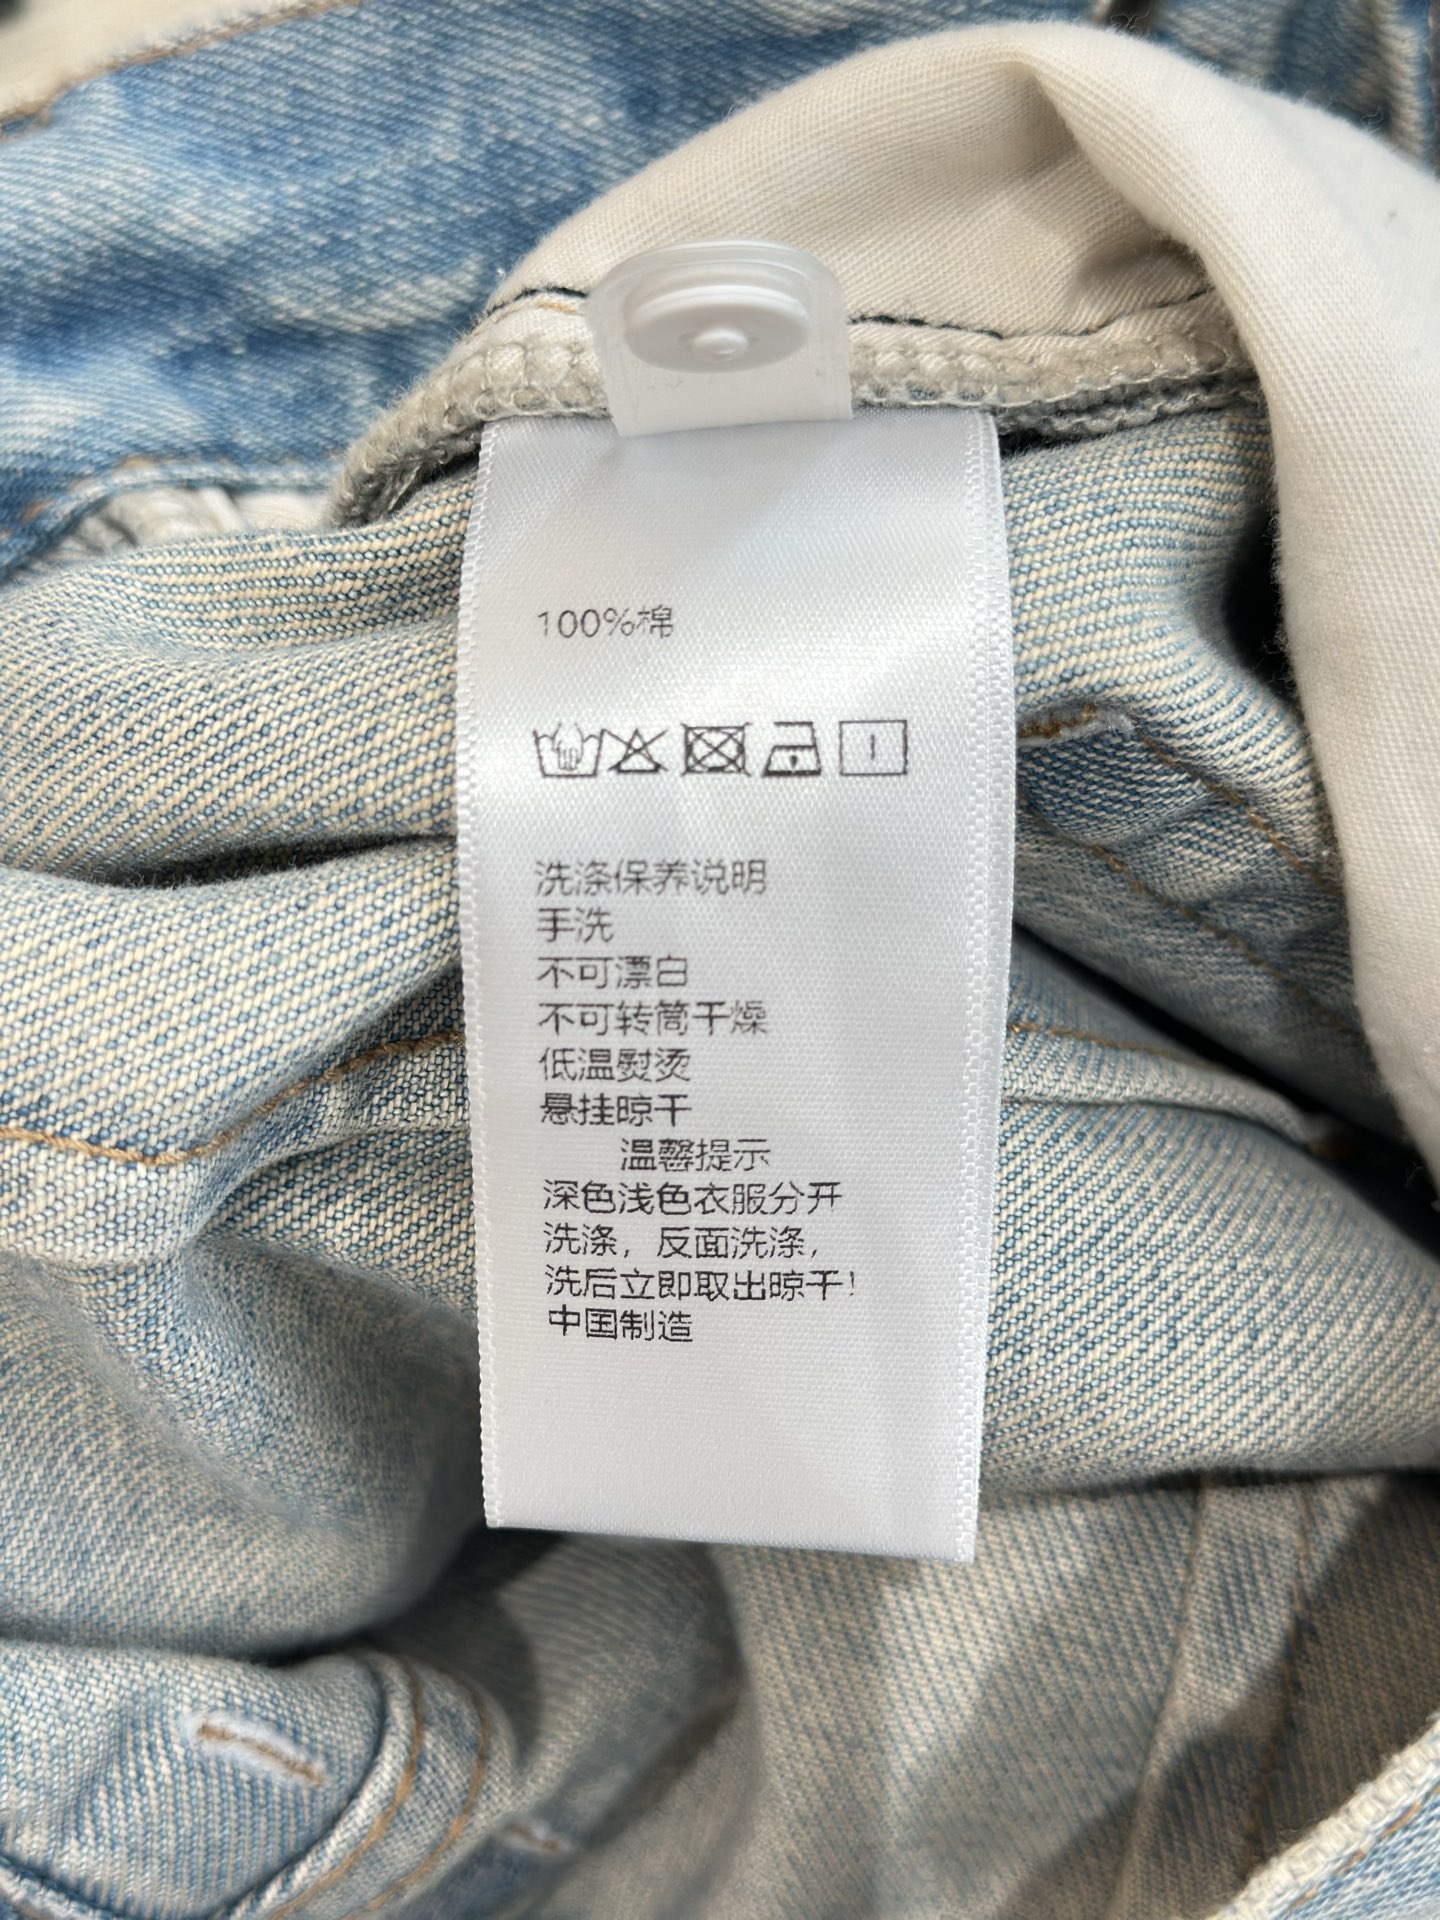 100%棉
洗涤保养说明
手洗
不可漂白
不可转筒干燥
低温熨烫
悬挂晾干
温馨提示
深色浅色衣服分开
洗涤，反面洗涤，
洗后立即取出晾干！
中国制造